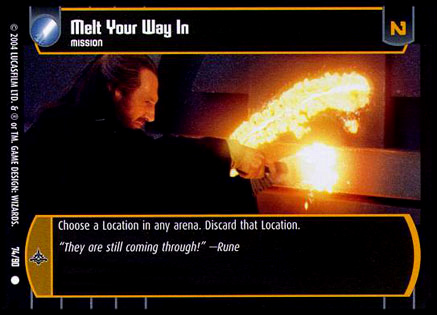 Melt Your Way In
MISSION
2
© 2004 LUCASFILM LTD. & ® or TM. GAME DESIGN: WIZARDS.
74/90
Choose a Location in any arena. Discard that Location.
"They are still coming through!" —Rune